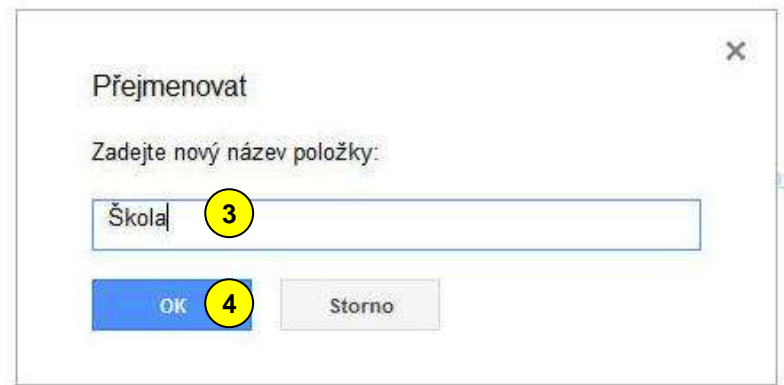 ×
Přejmenovat
Zadejte nový název položky:
Škola 3
OK 4 Storno